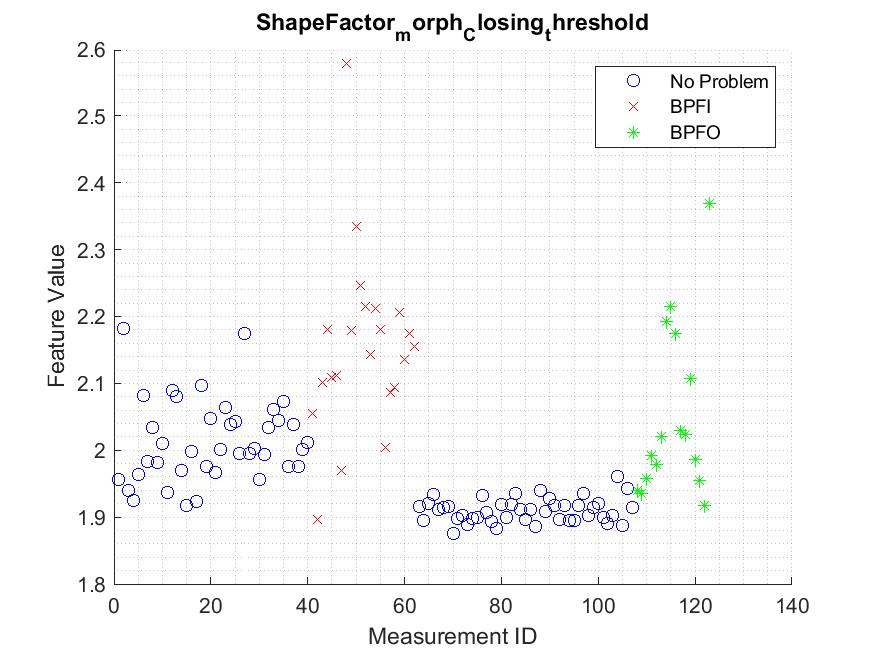 ShapeFactor_morph_Closing_threshold
2.6
2.5
2.4
2.3
2.2
2.1
2
1.9
1.8
Feature Value
No Problem
BPFI
BPFO
0 20 40 60 80 100 120 140
Measurement ID